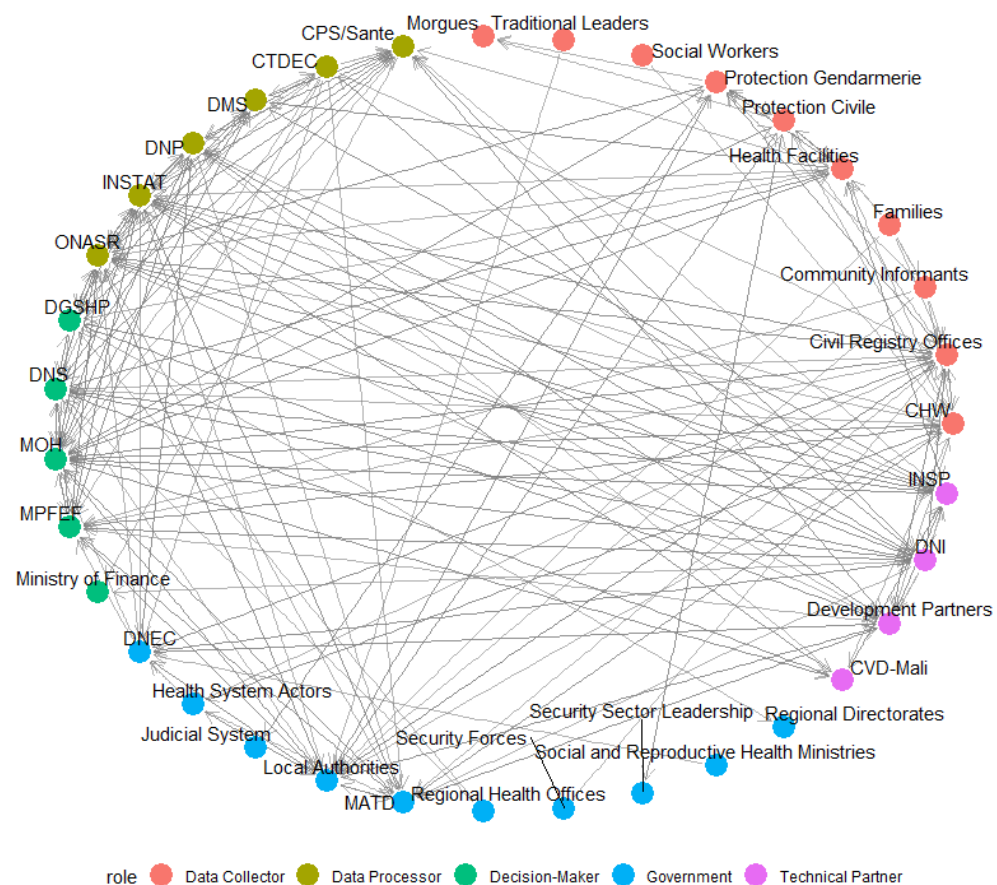 Morgues Traditional Leaders
CPS/Sante
Social Workers
CTDEC
Protection Gendarmerie
DMS
Protection Civile
DNP
Health Facilities
INSTAT
Families
ONASR
Community Informants
DGSHP
Civil Registry Offices
DNS
CHW
MOH
INSP
MPFEF
DNI
Ministry of Finance
Development Partners
DNEC
CVD-Mali
Health System Actors
Security Sector Leadership Regional Directorates
Judicial System
Security Forces
Social and Reproductive Health Ministries
Local Authorities
MATD Regional Health Offices
role Data Collector Data Processor Decision-Maker Government Technical Partner